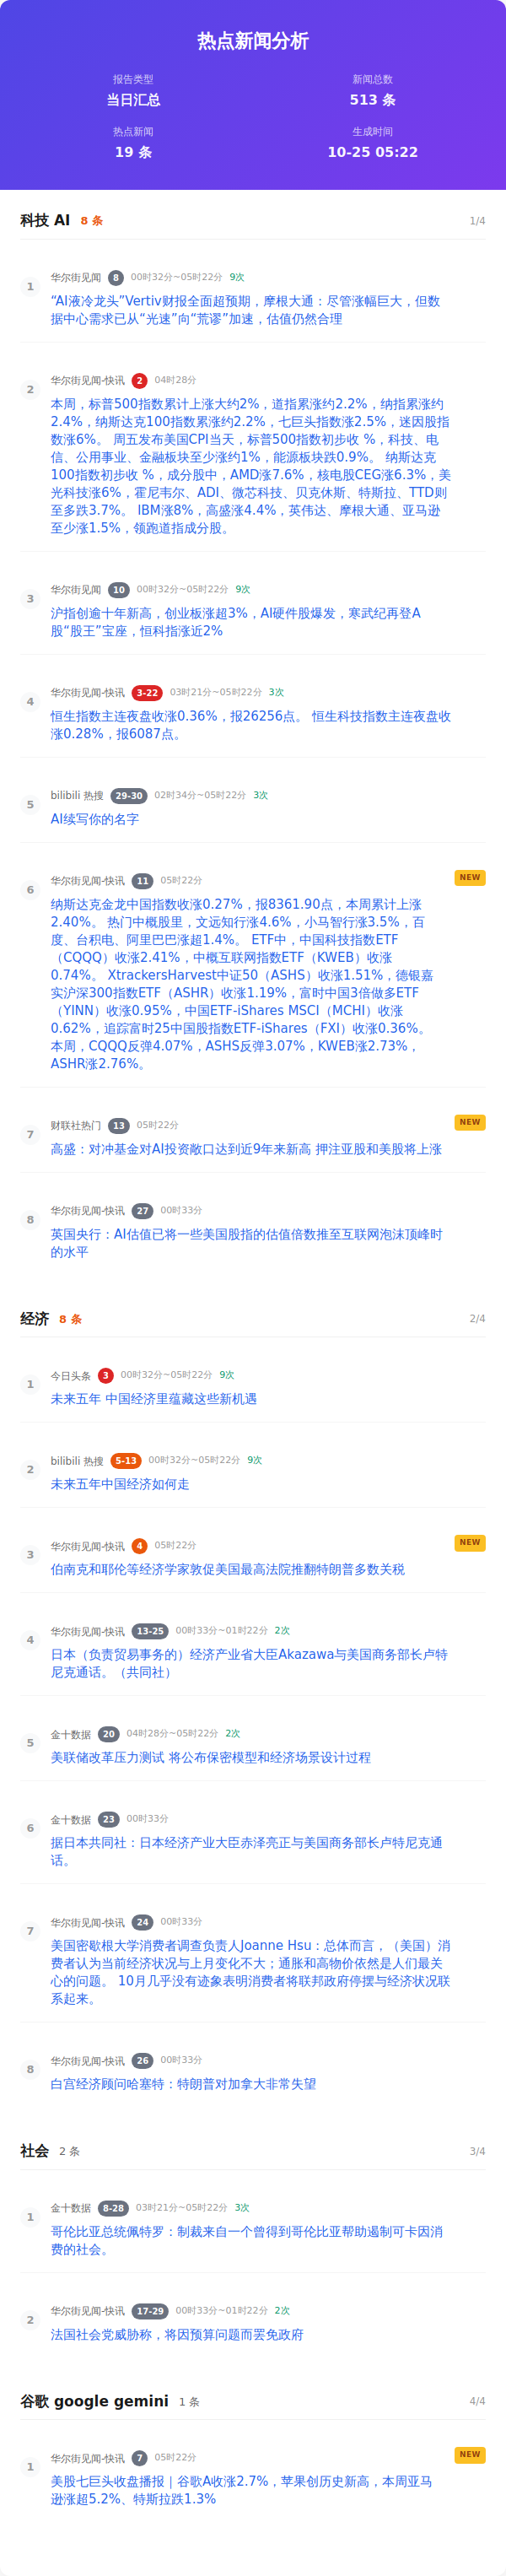 热点新闻分析
报告类型
当日汇总
新闻总数
513 条
热点新闻
19 条
生成时间
10-25 05:22
科技 AI 8 条 1/4
1 华尔街见闻 8 00时32分~05时22分 9次
“AI液冷龙头”Vertiv财报全面超预期，摩根大通：尽管涨幅巨大，但数
据中心需求已从“光速”向“荒谬”加速，估值仍然合理
2 华尔街见闻-快讯 2 04时28分
本周，标普500指数累计上涨大约2%，道指累涨约2.2%，纳指累涨约
2.4%，纳斯达克100指数累涨约2.2%，七巨头指数涨2.5%，迷因股指
数涨6%。 周五发布美国CPI当天，标普500指数初步收 %，科技、电
信、公用事业、金融板块至少涨约1%，能源板块跌0.9%。 纳斯达克
100指数初步收 %，成分股中，AMD涨7.6%，核电股CEG涨6.3%，美
光科技涨6%，霍尼韦尔、ADI、微芯科技、贝克休斯、特斯拉、TTD则
至多跌3.7%。 IBM涨8%，高盛涨4.4%，英伟达、摩根大通、亚马逊
至少涨1.5%，领跑道指成分股。
3 华尔街见闻 10 00时32分~05时22分 9次
沪指创逾十年新高，创业板涨超3%，AI硬件股爆发，寒武纪再登A
股“股王”宝座，恒科指涨近2%
4 华尔街见闻-快讯 3-22 03时21分~05时22分 3次
恒生指数主连夜盘收涨0.36%，报26256点。 恒生科技指数主连夜盘收
涨0.28%，报6087点。
5 bilibili 热搜 29-30 02时34分~05时22分 3次
AI续写你的名字
6 华尔街见闻-快讯 11 05时22分 NEW
纳斯达克金龙中国指数收涨0.27%，报8361.90点，本周累计上涨
2.40%。 热门中概股里，文远知行涨4.6%，小马智行涨3.5%，百
度、台积电、阿里巴巴涨超1.4%。 ETF中，中国科技指数ETF
（CQQQ）收涨2.41%，中概互联网指数ETF（KWEB）收涨
0.74%。 XtrackersHarvest中证50（ASHS）收涨1.51%，德银嘉
实沪深300指数ETF（ASHR）收涨1.19%，富时中国3倍做多ETF
（YINN）收涨0.95%，中国ETF-iShares MSCI（MCHI）收涨
0.62%，追踪富时25中国股指数ETF-iShares（FXI）收涨0.36%。
本周，CQQQ反弹4.07%，ASHS反弹3.07%，KWEB涨2.73%，
ASHR涨2.76%。
7 财联社热门 13 05时22分 NEW
高盛：对冲基金对AI投资敞口达到近9年来新高 押注亚股和美股将上涨
8 华尔街见闻-快讯 27 00时33分
英国央行：AI估值已将一些美国股指的估值倍数推至互联网泡沫顶峰时
的水平
经济 8 条 2/4
1 今日头条 3 00时32分~05时22分 9次
未来五年 中国经济里蕴藏这些新机遇
2 bilibili 热搜 5-13 00时32分~05时22分 9次
未来五年中国经济如何走
3 华尔街见闻-快讯 4 05时22分 NEW
伯南克和耶伦等经济学家敦促美国最高法院推翻特朗普多数关税
4 华尔街见闻-快讯 13-25 00时33分~01时22分 2次
日本（负责贸易事务的）经济产业省大臣Akazawa与美国商务部长卢特
尼克通话。（共同社）
5 金十数据 20 04时28分~05时22分 2次
美联储改革压力测试 将公布保密模型和经济场景设计过程
6 金十数据 23 00时33分
据日本共同社：日本经济产业大臣赤泽亮正与美国商务部长卢特尼克通
话。
7 华尔街见闻-快讯 24 00时33分
美国密歇根大学消费者调查负责人Joanne Hsu：总体而言，（美国）消
费者认为当前经济状况与上月变化不大；通胀和高物价依然是人们最关
心的问题。 10月几乎没有迹象表明消费者将联邦政府停摆与经济状况联
系起来。
8 华尔街见闻-快讯 26 00时33分
白宫经济顾问哈塞特：特朗普对加拿大非常失望
社会 2 条 3/4
1 金十数据 8-28 03时21分~05时22分 3次
哥伦比亚总统佩特罗：制裁来自一个曾得到哥伦比亚帮助遏制可卡因消
费的社会。
2 华尔街见闻-快讯 17-29 00时33分~01时22分 2次
法国社会党威胁称，将因预算问题而罢免政府
谷歌 google gemini 1 条 4/4
1 华尔街见闻-快讯 7 05时22分 NEW
美股七巨头收盘播报｜谷歌A收涨2.7%，苹果创历史新高，本周亚马
逊涨超5.2%、特斯拉跌1.3%